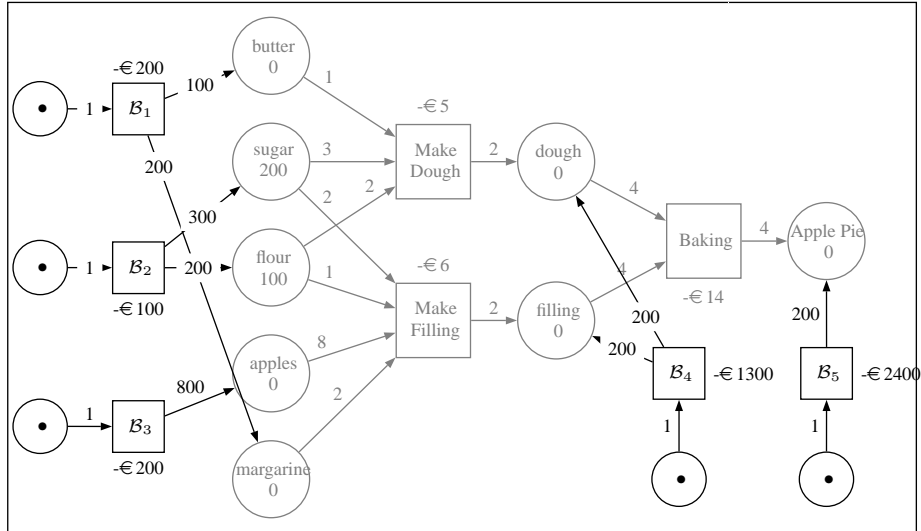 butter
0
-€200
100
1
1
B₁
-€5
200
sugar
200
3
Make
Dough
2
dough
0
2
2
4
300
Apple Pie
0
Baking
4
1
B₂
200
flour
100
1
-€6
4
-€100
-€14
Make
Filling
2
filling
0
200
200
8
200
apples
0
800
2
B₄
-€1300
B₅
-€2400
1
B₃
1
1
-€200
margarine
0